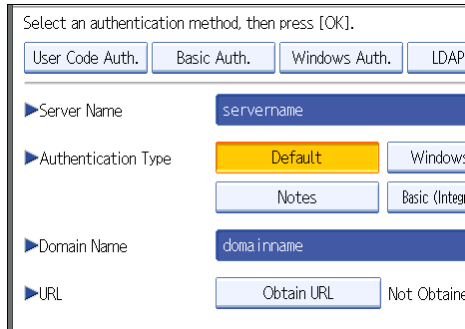 Select an authentication method, then press [OK].
User Code Auth. Basic Auth. Windows Auth. LDAP
Server Name servername
Authentication Type Default Windows
Notes Basic (Integr
Domain Name domainname
URL Obtain URL Not Obtaine